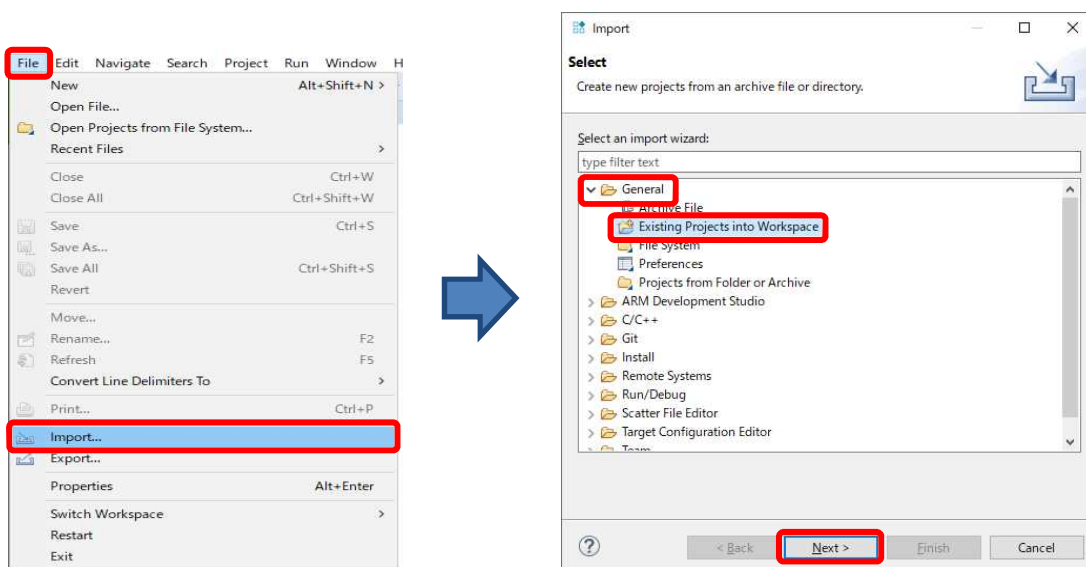 File Edit Navigate Search Project Run Window H
New Alt+Shift+N >
Open File...
Open Projects from File System...
Recent Files >
Close Ctrl+W
Close All Ctrl+Shift+W
Save Ctrl+S
Save As...
Save All Ctrl+Shift+S
Revert
Move...
Rename... F2
Refresh F5
Convert Line Delimiters To >
Print... Ctrl+P
Import...
Export...
Properties Alt+Enter
Switch Workspace >
Restart
Exit
Import
Select
Create new projects from an archive file or directory.
Select an import wizard:
type filter text
General
Archive File
Existing Projects into Workspace
File System
Preferences
Projects from Folder or Archive
> ARM Development Studio
> C/C++
> Git
> Install
> Remote Systems
> Run/Debug
> Scatter File Editor
> Target Configuration Editor
> Team
? < Back Next > Finish Cancel